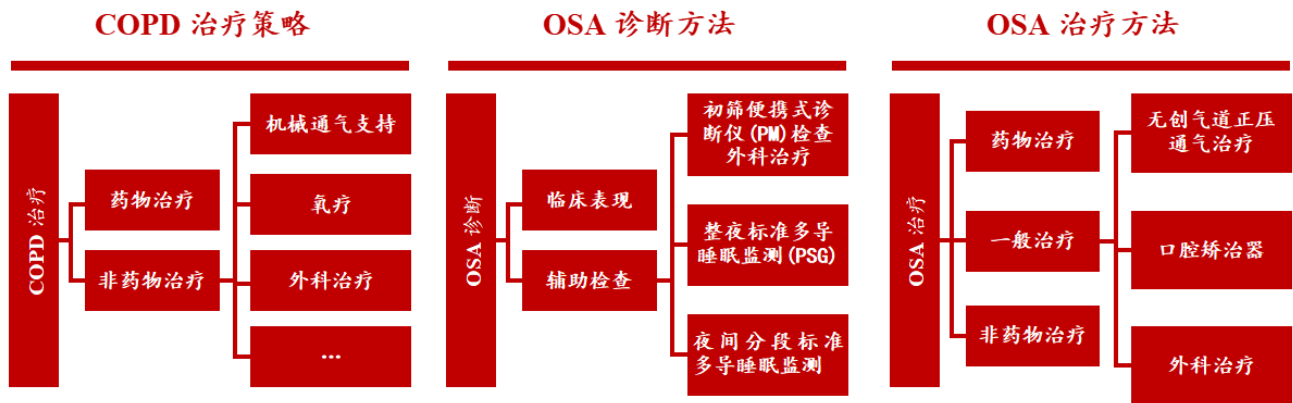 COPD 治疗策略
COPD 治疗
药物治疗
非药物治疗
机械通气支持
氧疗
外科治疗
...
OSA 诊断方法
OSA 诊断
临床表现
辅助检查
初筛便携式诊
断仪(PM)检查
外科治疗
整夜标准多导
睡眠监测(PSG)
夜间分段标准
多导睡眠监测
OSA 治疗方法
OSA 治疗
药物治疗
一般治疗
非药物治疗
无创气道正压
通气治疗
口腔矫治器
外科治疗